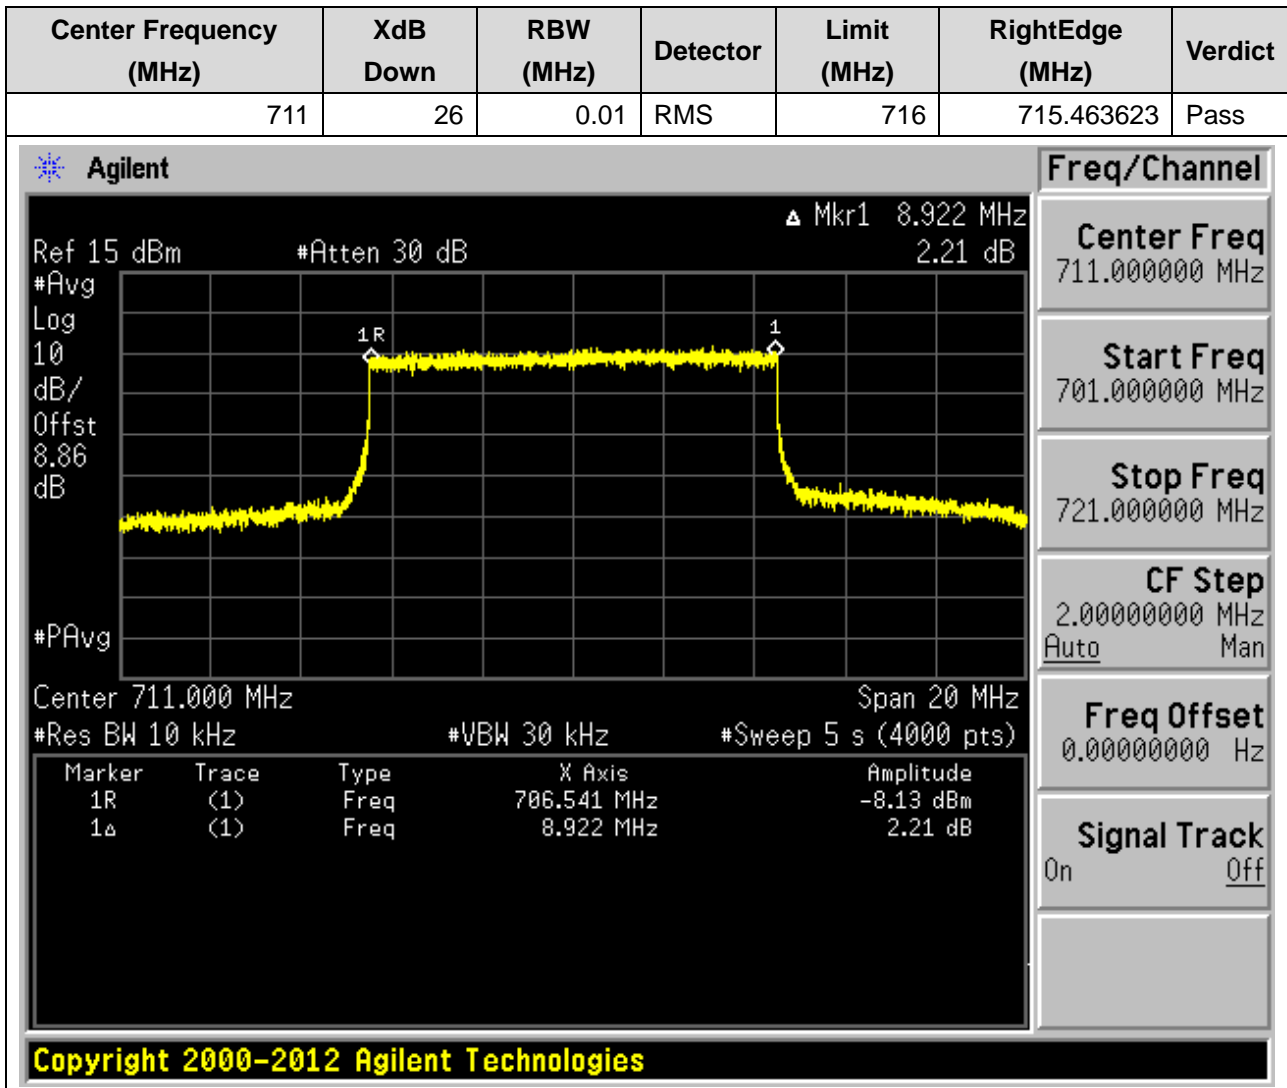 Center Frequency (MHz) XdB Down RBW (MHz) Detector Limit (MHz) RightEdge (MHz) Verdict
711 26 0.01 RMS 716 715.463623 Pass
Agilent
Freq/Channel
Δ Mkr1 8.922 MHz
Ref 15 dBm #Atten 30 dB 2.21 dB
#Avg
Log
10
dB/
Offst
8.86
dB
1R
1
#PAvg
Center 711.000 MHz Span 20 MHz
#Res BW 10 kHz #VBW 30 kHz #Sweep 5 s (4000 pts)
Marker Trace Type X Axis Amplitude
1R (1) Freq 706.541 MHz -8.13 dBm
1Δ (1) Freq 8.922 MHz 2.21 dB
Center Freq
711.000000 MHz
Start Freq
701.000000 MHz
Stop Freq
721.000000 MHz
CF Step
2.00000000 MHz
Auto Man
Freq Offset
0.00000000 Hz
Signal Track
On Off
Copyright 2000-2012 Agilent Technologies